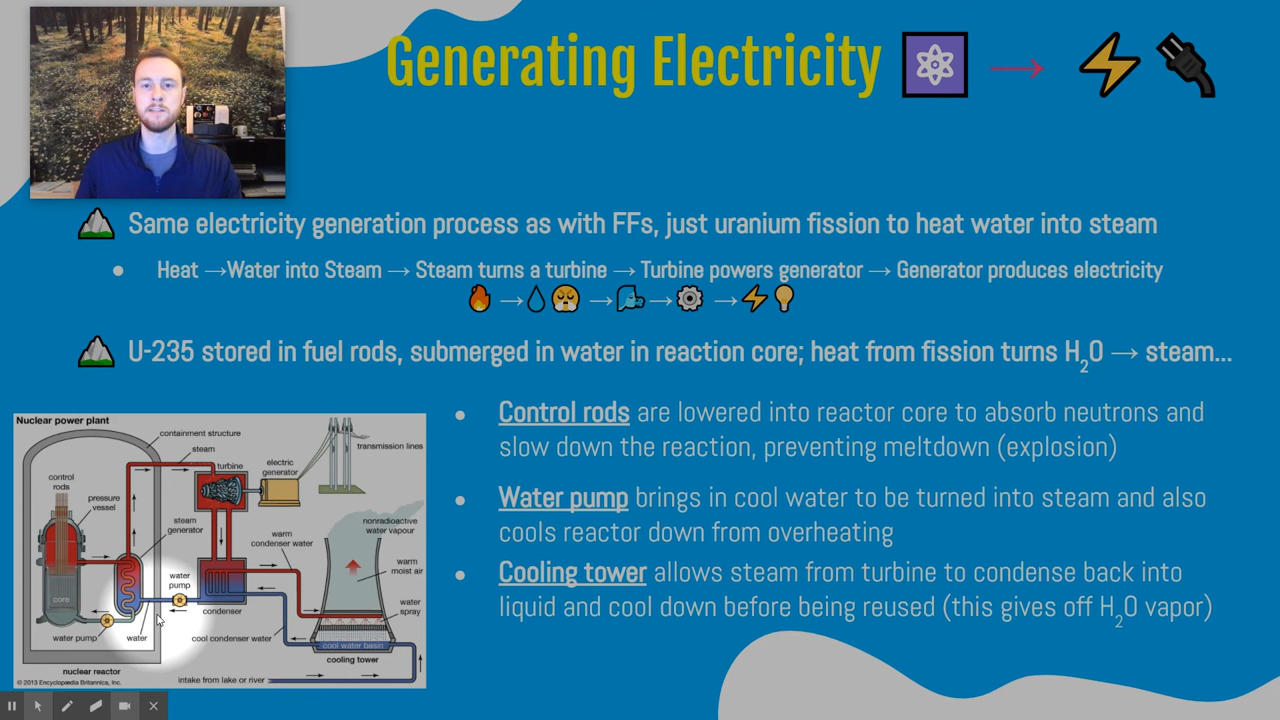 Generating Electricity
Same electricity generation process as with FFs, just uranium fission to heat water into steam
Heat →Water into Steam → Steam turns a turbine → Turbine powers generator → Generator produces electricity
U-235 stored in fuel rods, submerged in water in reaction core; heat from fission turns H₂O → steam...
Control rods are lowered into reactor core to absorb neutrons and
slow down the reaction, preventing meltdown (explosion)
Water pump brings in cool water to be turned into steam and also
cools reactor down from overheating
Cooling tower allows steam from turbine to condense back into
liquid and cool down before being reused (this gives off H₂O vapor)
Nuclear power plant
containment structure
steam
transmission lines
turbine
electric
generator
control
rods
pressure
vessel
steam
generator
nonradioactive
water vapour
warm
condenser water
warm
moist air
water
pump
water
spray
core
condenser
water pump
water
cool condenser water
cool water basin
cooling tower
nuclear reactor
intake from lake or river
© 2013 Encyclopædia Britannica, Inc.